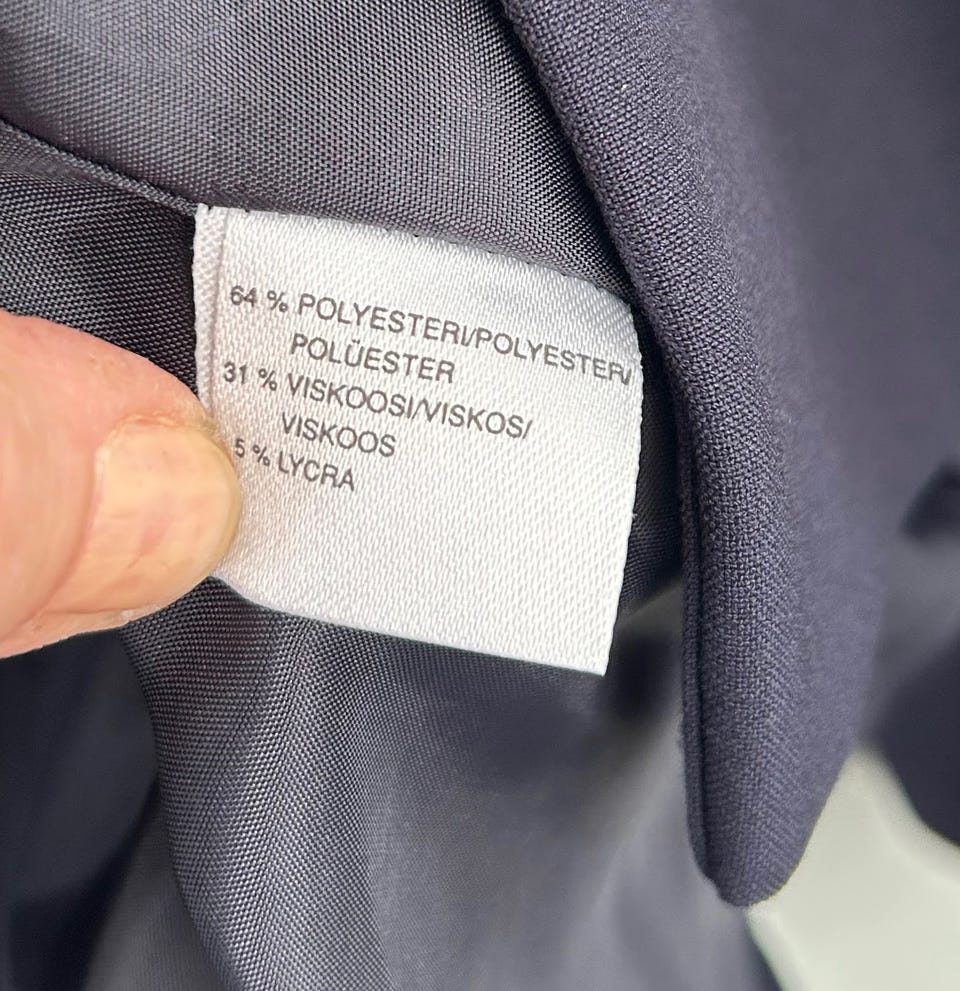 64 % POLYESTERI/POLYESTER/
POLÜESTER
31 % VISKOOSI/VISKOS/
VISKOOS
5 % LYCRA